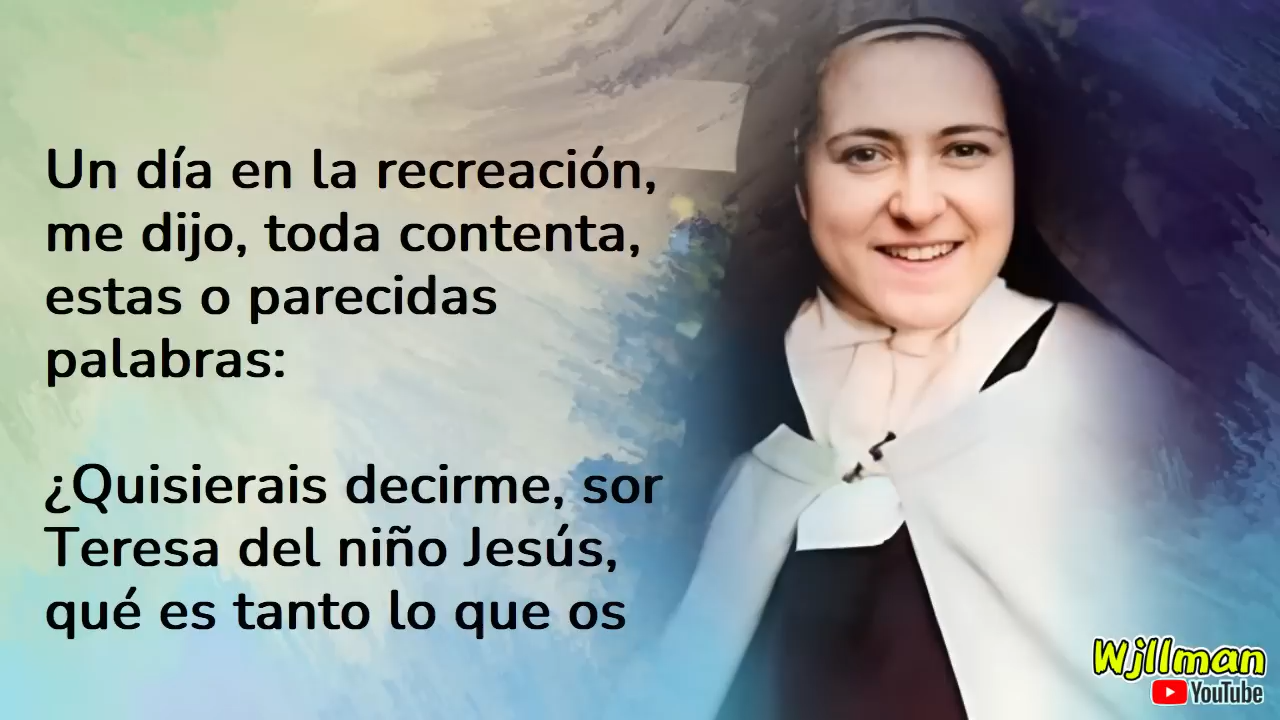 Un día en la recreación,
me dijo, toda contenta,
estas o parecidas
palabras:
¿Quisierais decirme, sor
Teresa del niño Jesús,
qué es tanto lo que os
Wjllman
YouTube